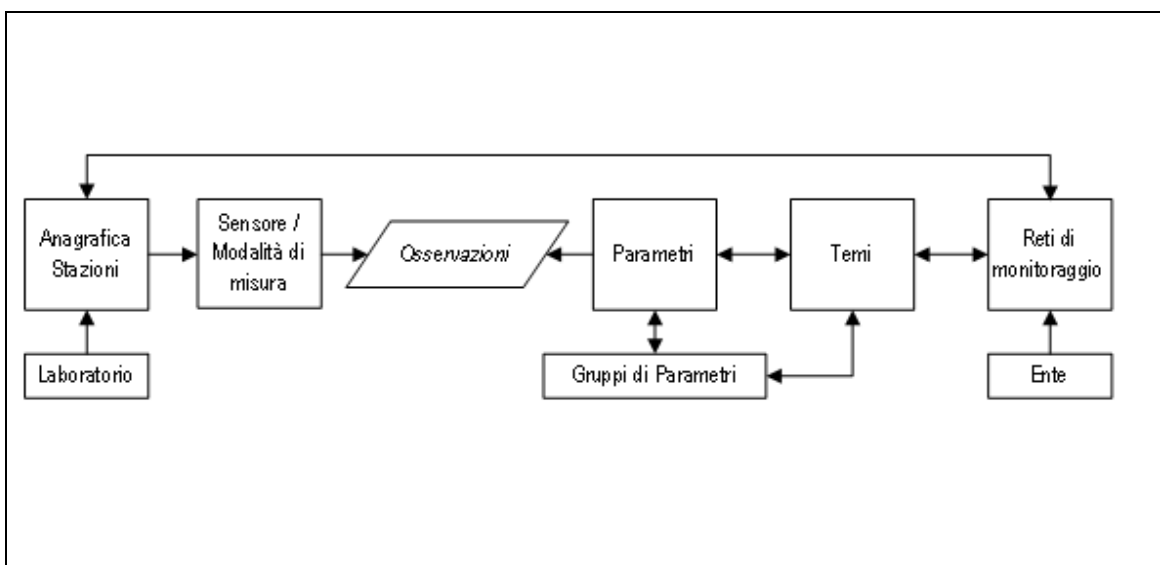 Anagrafica
Stazioni
Sensore /
Modalità di
misura
Osservazioni
Parametri
Temi
Reti di
monitoraggio
Laboratorio
Gruppi di Parametri
Ente